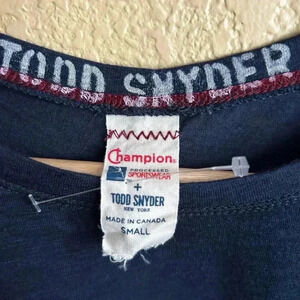 TODD SNYDER
Champion
PROCESSED
SPORTSWEAR
+
TODD SNYDER
NEW YORK
MADE IN CANADA
SMALL